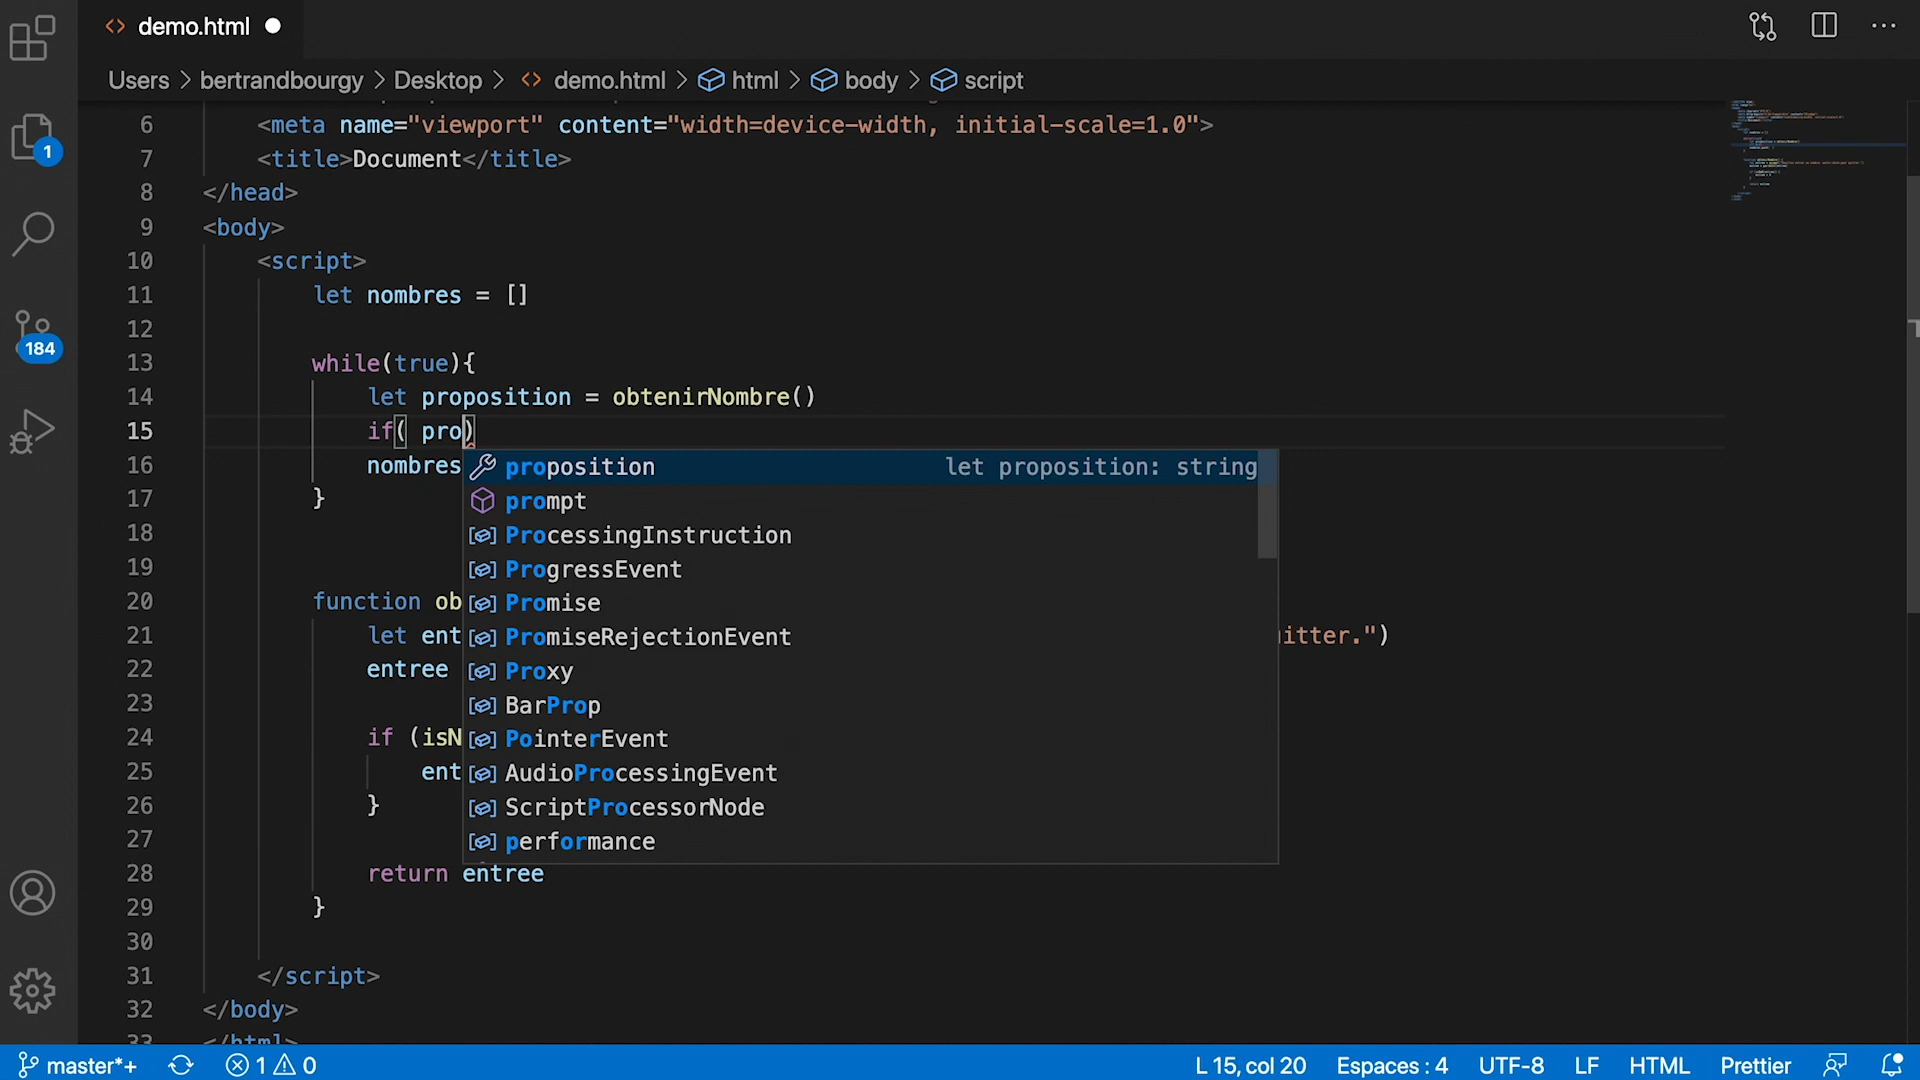 demo.html
Users > bertrandbourgy > Desktop > demo.html > html > body > script
6 <meta name="viewport" content="width=device-width, initial-scale=1.0">
7 <title>Document</title>
8 </head>
9 <body>
10 <script>
11 let nombres = []
12
13 while(true){
14 let proposition = obtenirNombre()
15 if( pro)
16 nombres
proposition let proposition: string
prompt
ProcessingInstruction
ProgressEvent
Promise
PromiseRejectionEvent
Proxy
BarProp
PointerEvent
AudioProcessingEvent
ScriptProcessorNode
performance
17 }
18
19
20 function ob
21 let ent itter.")
22 entree
23
24 if (isN
25 ent
26 }
27
28 return entree
29 }
30
31 </script>
32 </body>
33 </html>
1
184
master*+ 1 0 L 15, col 20 Espaces : 4 UTF-8 LF HTML Prettier